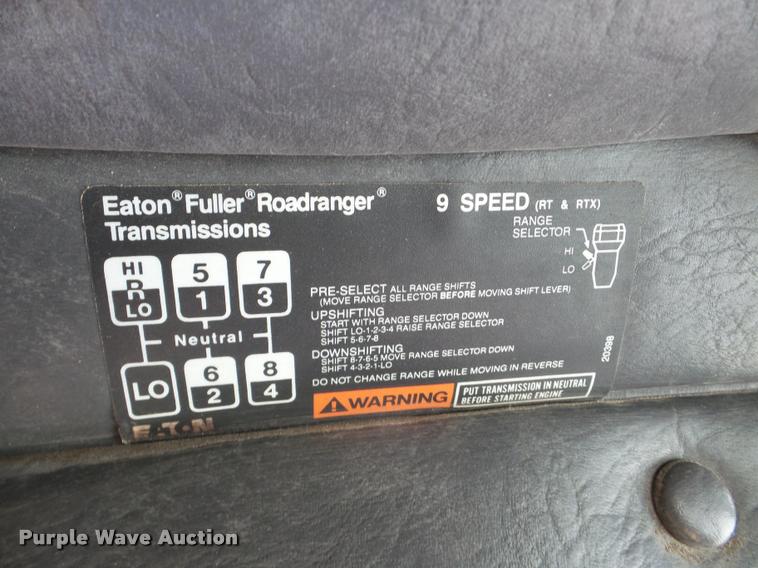 Eaton® Fuller® Roadranger®
Transmissions
9 SPEED (RT & RTX)
RANGE
SELECTOR
HI
LO
HI
R
LO
5
1
7
3
Neutral
LO
6
2
8
4
PRE-SELECT ALL RANGE SHIFTS
(MOVE RANGE SELECTOR BEFORE MOVING SHIFT LEVER)
UPSHIFTING
START WITH RANGE SELECTOR DOWN
SHIFT LO-1-2-3-4 RAISE RANGE SELECTOR
SHIFT 5-6-7-8
DOWNSHIFTING
SHIFT 8-7-6-5 MOVE RANGE SELECTOR DOWN
SHIFT 4-3-2-1-LO
DO NOT CHANGE RANGE WHILE MOVING IN REVERSE
WARNING
PUT TRANSMISSION IN NEUTRAL
BEFORE STARTING ENGINE
20398
EATON
Purple Wave Auction